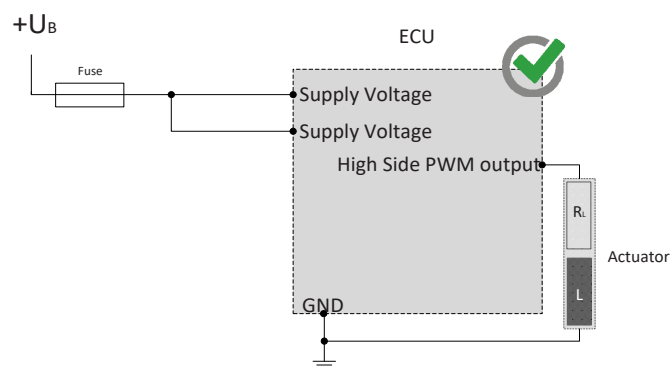 +UB
Fuse
ECU
Supply Voltage
Supply Voltage
High Side PWM output
RL
Actuator
L
GND